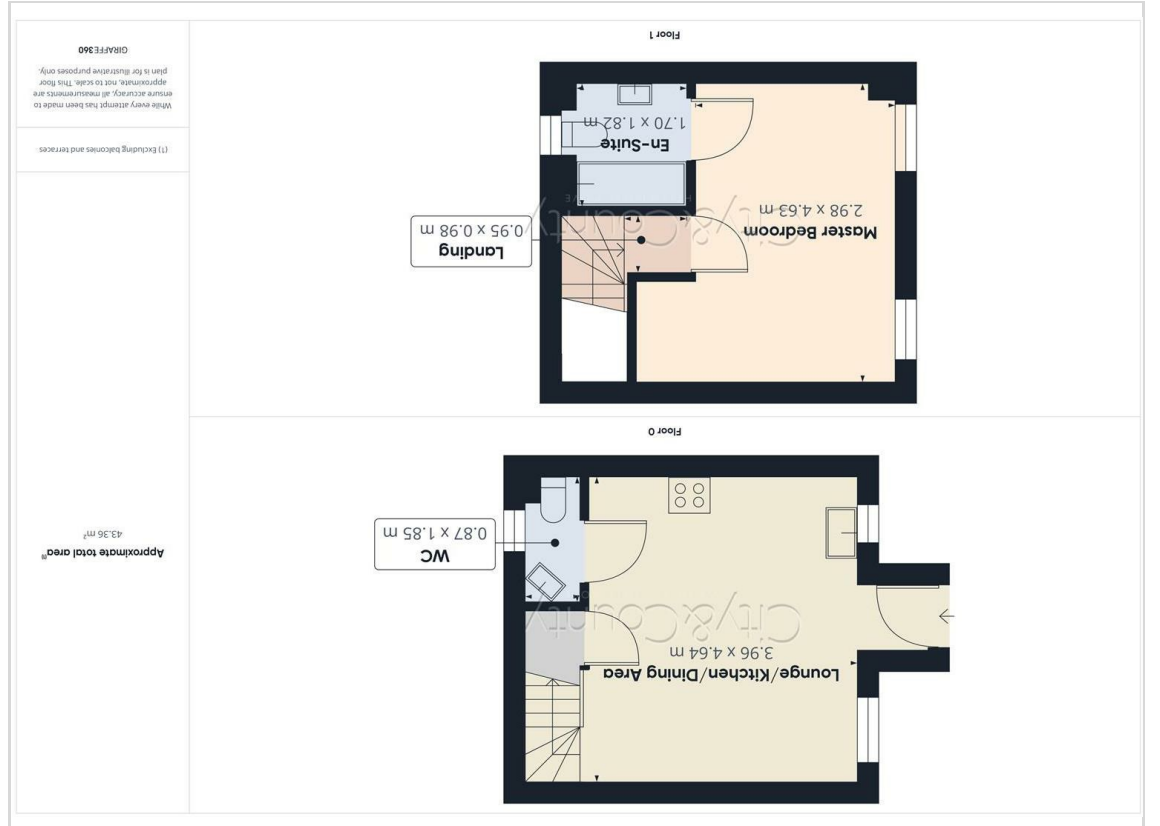 Lounge/Kitchen/Dining Area
3.96 x 4.64 m
City&County
WC
0.87 x 1.85 m
Floor 0
Landing
0.95 x 0.98 m
Master Bedroom
2.98 x 4.63 m
City&County
En-Suite
1.70 x 1.82 m
Floor 1
Approximate total area⁽¹⁾
43.36 m²
(1) Excluding balconies and terraces
While every attempt has been made to
ensure accuracy, all measurements are
approximate, not to scale. This floor
plan is for illustrative purposes only.
GIRAFFE360